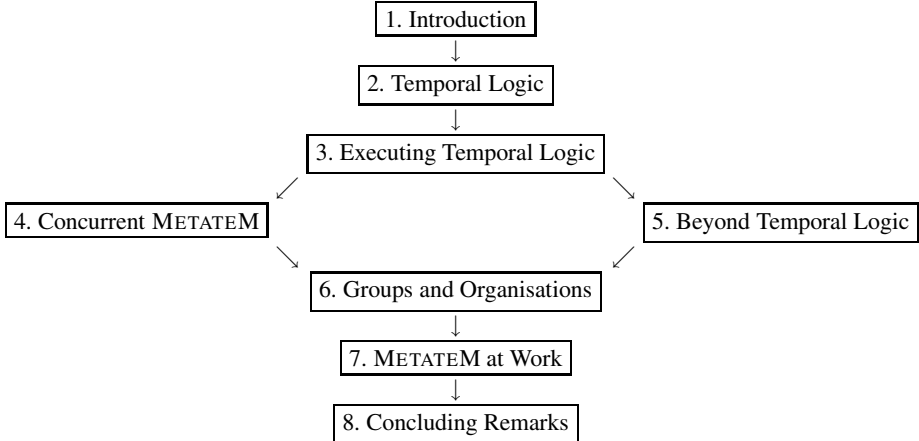 1. Introduction
2. Temporal Logic
3. Executing Temporal Logic
4. Concurrent METATEM
5. Beyond Temporal Logic
6. Groups and Organisations
7. METATEM at Work
8. Concluding Remarks